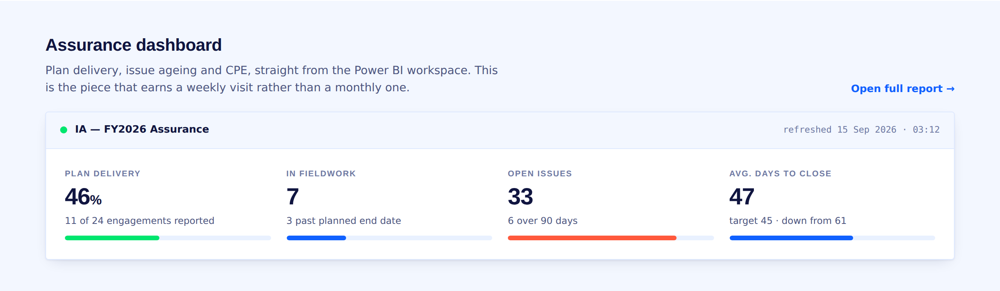 Assurance dashboard
Plan delivery, issue ageing and CPE, straight from the Power BI workspace. This
is the piece that earns a weekly visit rather than a monthly one.
Open full report →
IA — FY2026 Assurance
refreshed 15 Sep 2026 · 03:12
PLAN DELIVERY
46%
11 of 24 engagements reported
IN FIELDWORK
7
3 past planned end date
OPEN ISSUES
33
6 over 90 days
AVG. DAYS TO CLOSE
47
target 45 · down from 61